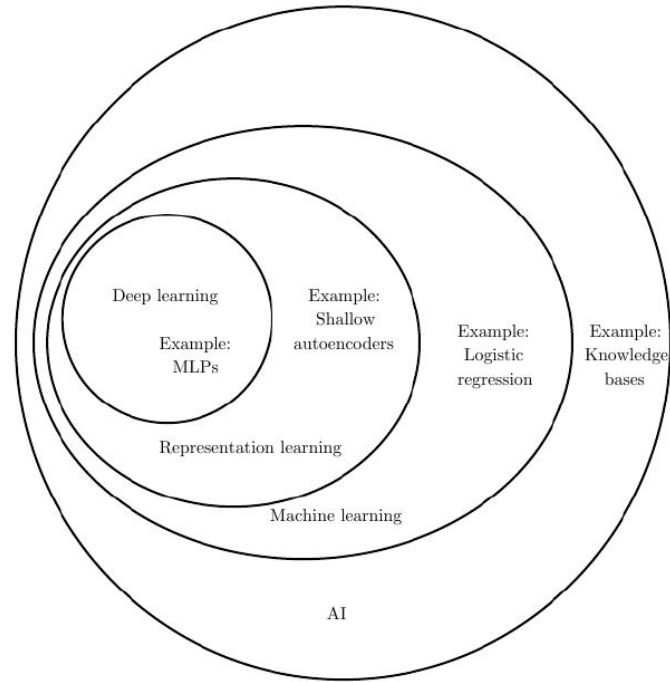 Deep learning
Example:
MLPs
Example:
Shallow
autoencoders
Example:
Logistic
regression
Example:
Knowledge
bases
Representation learning
Machine learning
AI